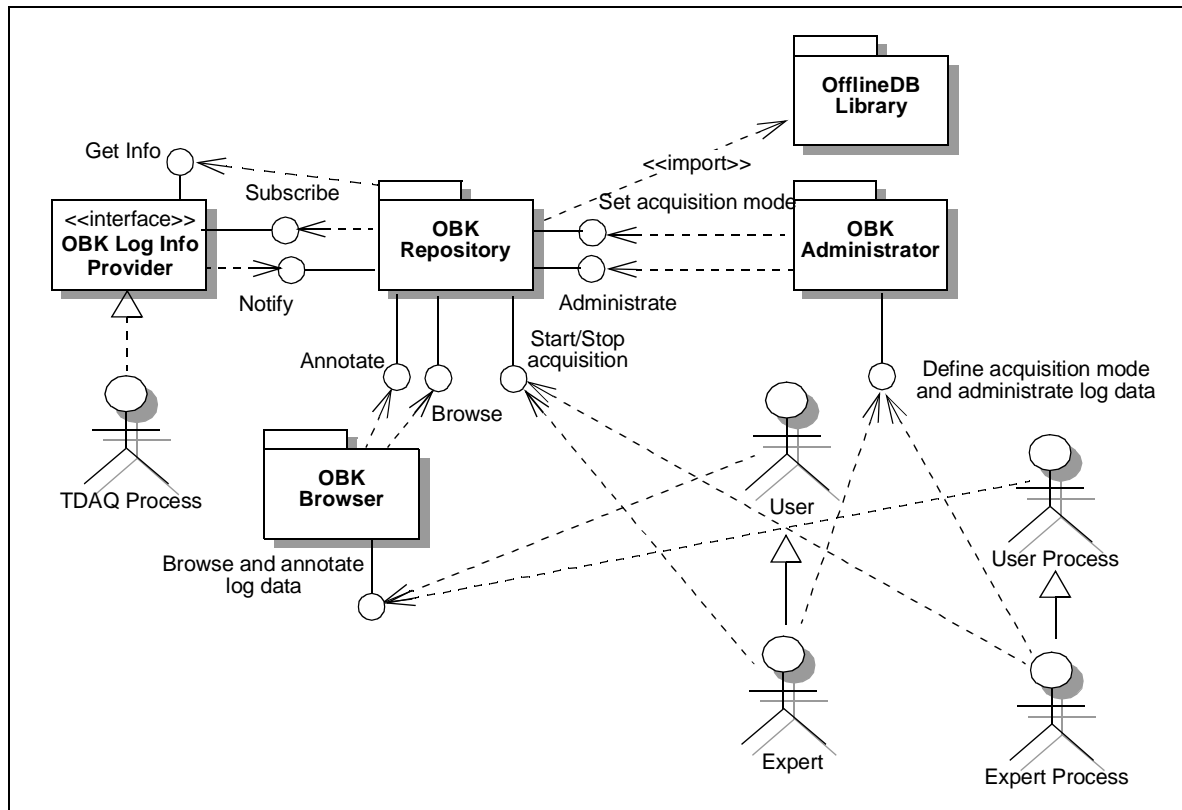 OfflineDB
Library
Get Info
<<import>>
Subscribe
Set acquisition mode
<<interface>>
OBK Log Info
Provider
OBK
Repository
OBK
Administrator
Notify
Administrate
Annotate
Start/Stop
acquisition
Browse
Define acquisition mode
and administrate log data
OBK
Browser
TDAQ Process
User
User Process
Browse and annotate
log data
Expert
Expert Process